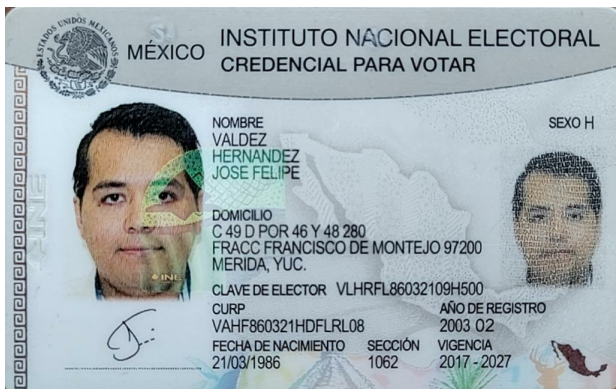 ESTADOS UNIDOS MEXICANOS
MÉXICO INSTITUTO NACIONAL ELECTORAL
CREDENCIAL PARA VOTAR
NOMBRE SEXO H
VALDEZ
HERNANDEZ
JOSE FELIPE
DOMICILIO
C 49 D POR 46 Y 48 280
FRACC FRANCISCO DE MONTEJO 97200
MERIDA, YUC.
CLAVE DE ELECTOR VLHRFL86032109H500
CURP AÑO DE REGISTRO
VAHF860321HDFLRL08 2003 02
FECHA DE NACIMIENTO SECCIÓN VIGENCIA
21/03/1986 1062 2017 - 2027
INE
INE